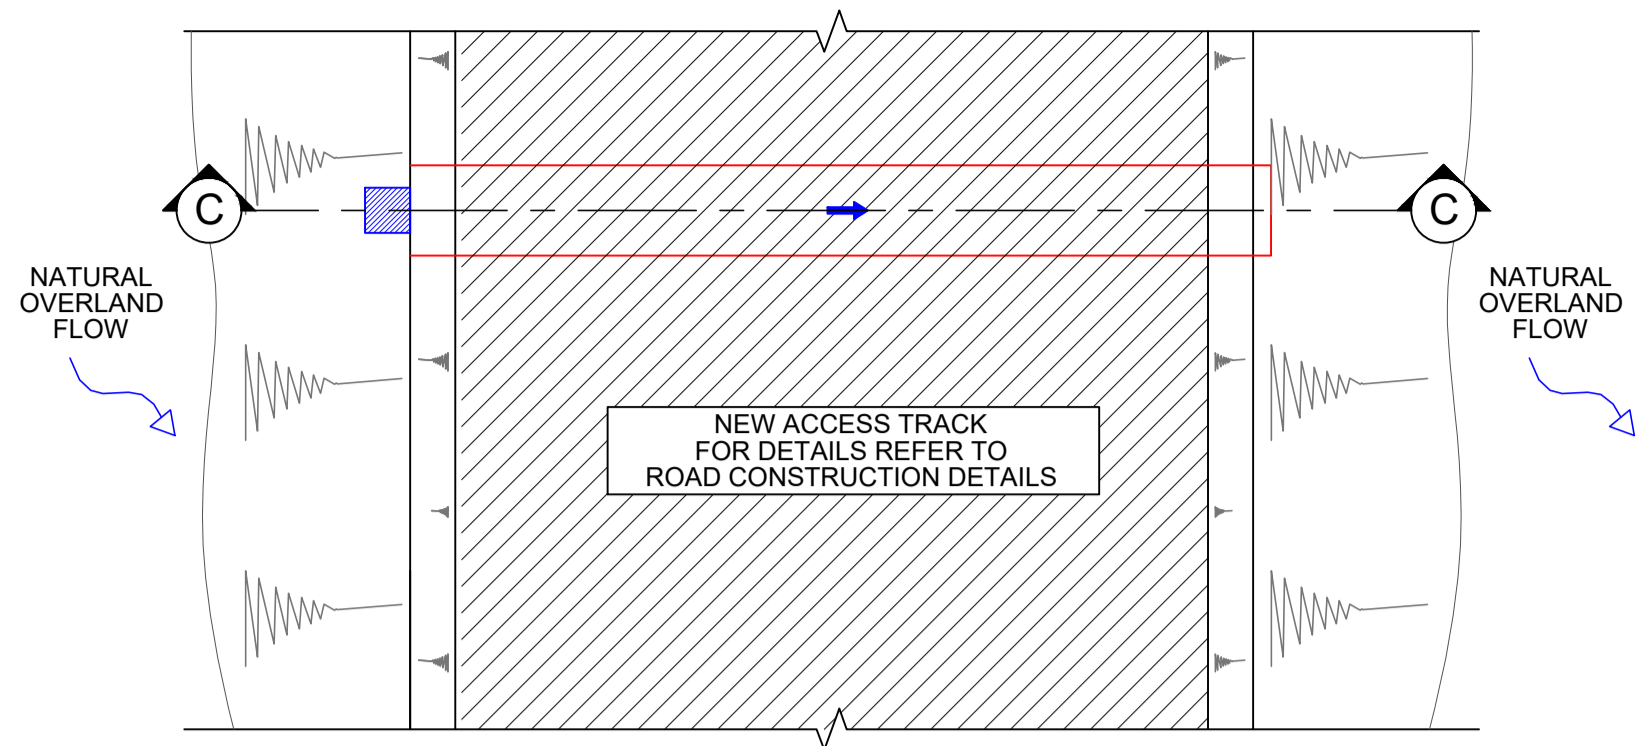 C
C
NATURAL
OVERLAND
FLOW
NATURAL
OVERLAND
FLOW
NEW ACCESS TRACK
FOR DETAILS REFER TO
ROAD CONSTRUCTION DETAILS